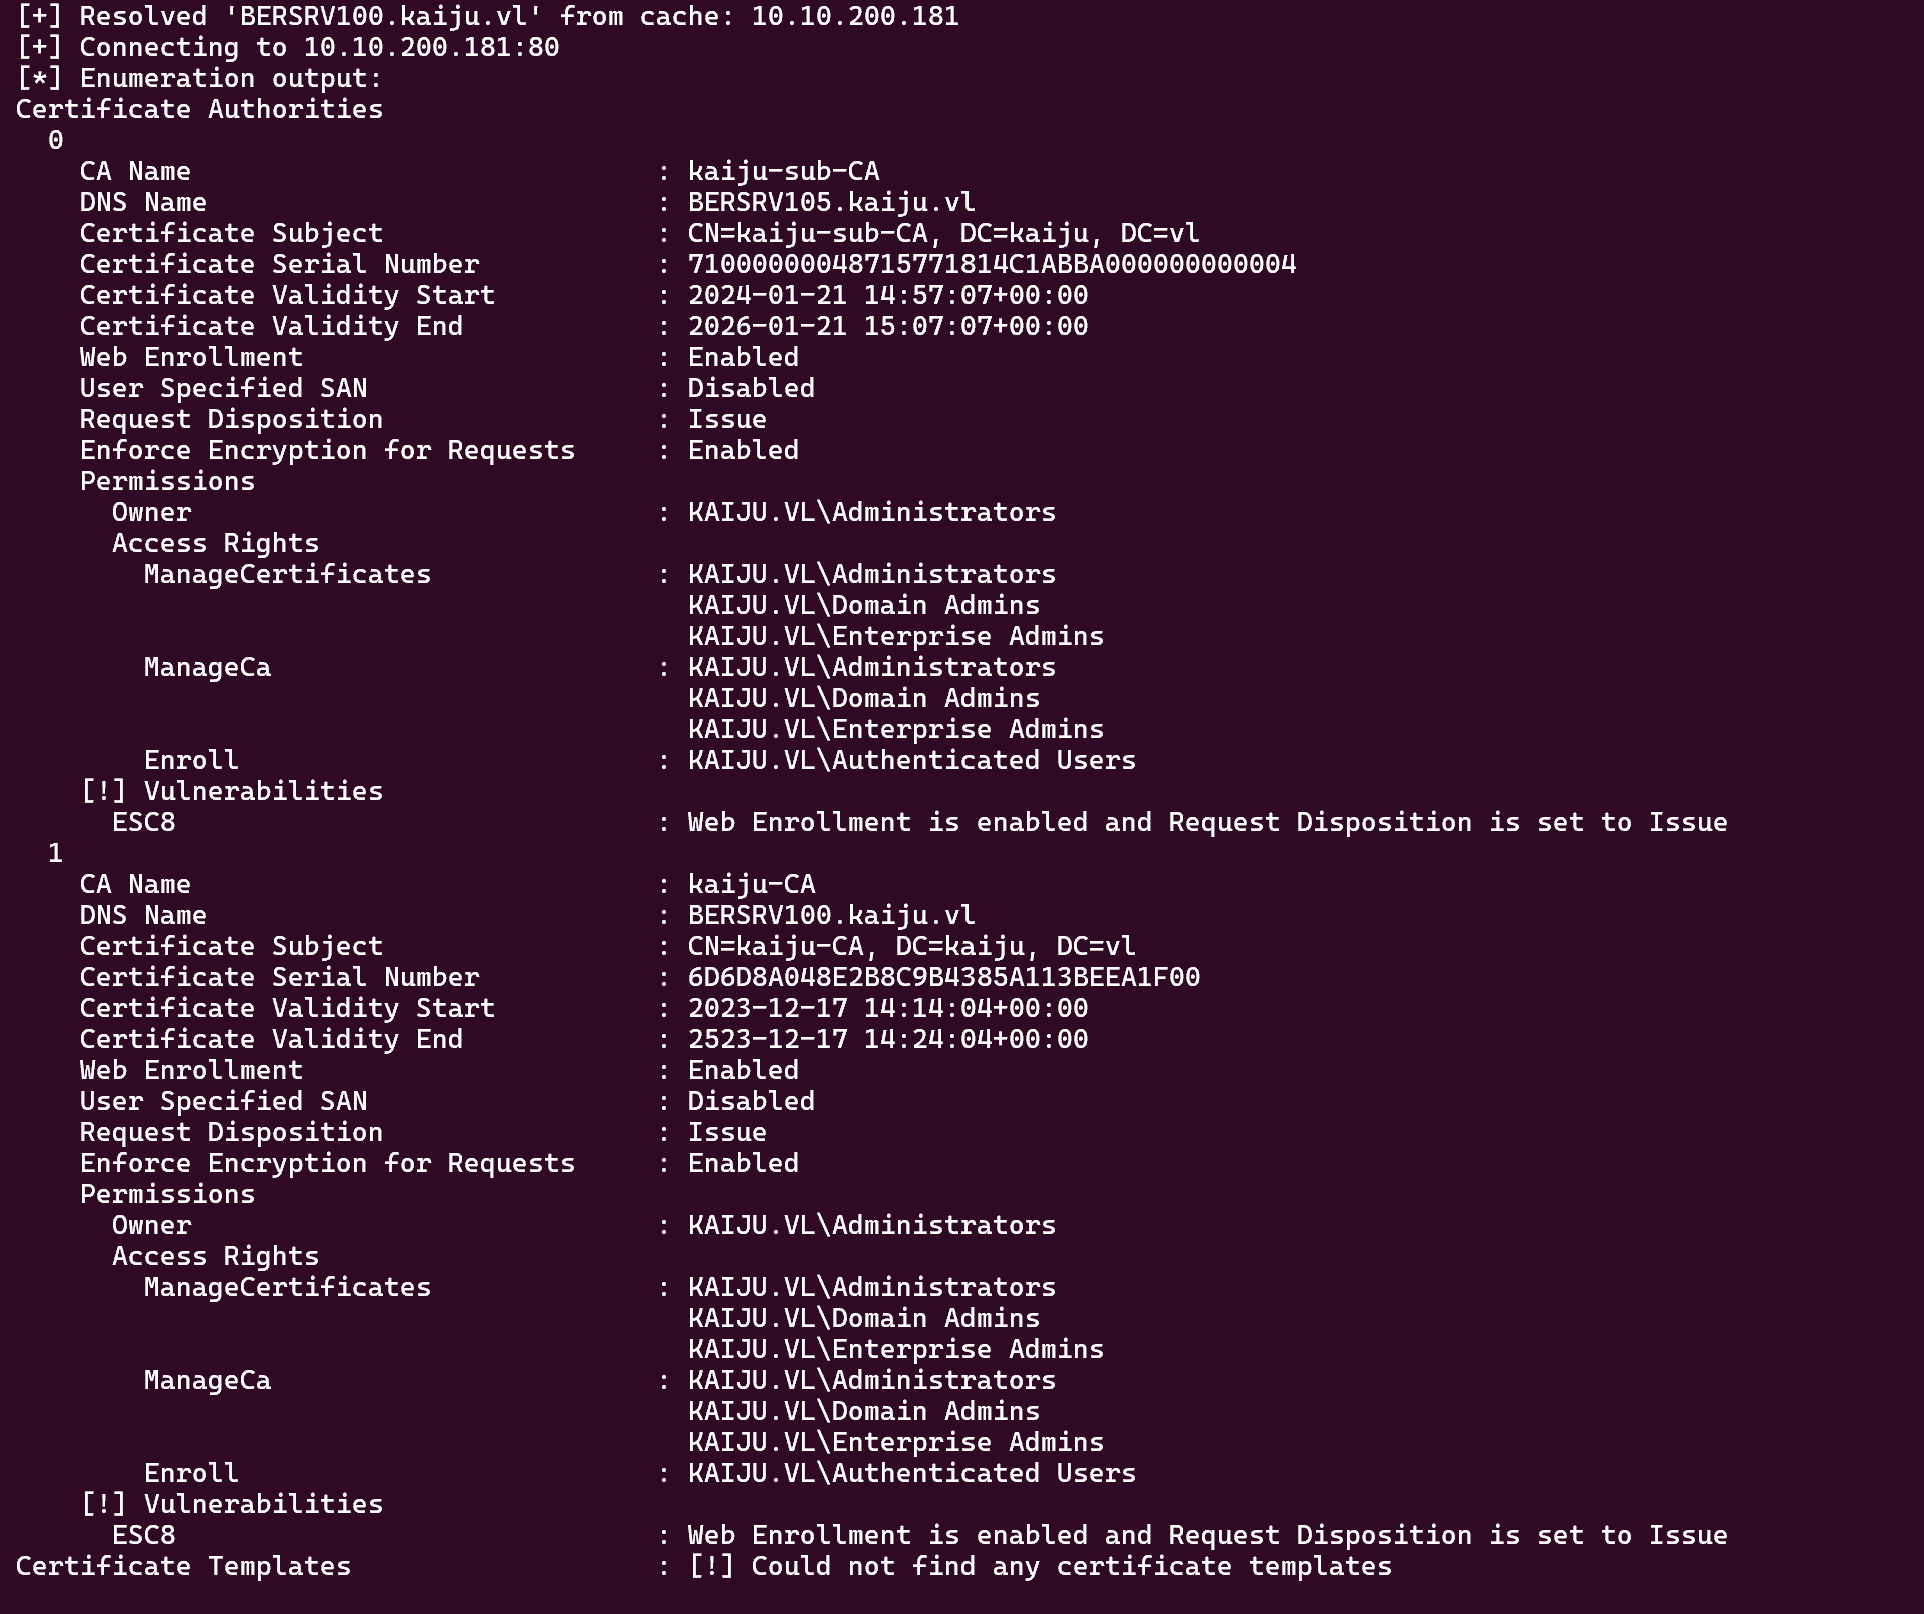 [+] Resolved 'BERSRV100.kaiju.vl' from cache: 10.10.200.181
[+] Connecting to 10.10.200.181:80
[*] Enumeration output:
Certificate Authorities
  0
    CA Name                             : kaiju-sub-CA
    DNS Name                            : BERSRV105.kaiju.vl
    Certificate Subject                 : CN=kaiju-sub-CA, DC=kaiju, DC=vl
    Certificate Serial Number           : 71000000048715771814C1ABBA000000000004
    Certificate Validity Start          : 2024-01-21 14:57:07+00:00
    Certificate Validity End            : 2026-01-21 15:07:07+00:00
    Web Enrollment                      : Enabled
    User Specified SAN                  : Disabled
    Request Disposition                 : Issue
    Enforce Encryption for Requests     : Enabled
    Permissions
      Owner                             : KAIJU.VL\Administrators
      Access Rights
        ManageCertificates              : KAIJU.VL\Administrators
                                          KAIJU.VL\Domain Admins
                                          KAIJU.VL\Enterprise Admins
        ManageCa                        : KAIJU.VL\Administrators
                                          KAIJU.VL\Domain Admins
                                          KAIJU.VL\Enterprise Admins
        Enroll                          : KAIJU.VL\Authenticated Users
    [!] Vulnerabilities
      ESC8                              : Web Enrollment is enabled and Request Disposition is set to Issue
  1
    CA Name                             : kaiju-CA
    DNS Name                            : BERSRV100.kaiju.vl
    Certificate Subject                 : CN=kaiju-CA, DC=kaiju, DC=vl
    Certificate Serial Number           : 6D6D8A048E2B8C9B4385A113BEEA1F00
    Certificate Validity Start          : 2023-12-17 14:14:04+00:00
    Certificate Validity End            : 2523-12-17 14:24:04+00:00
    Web Enrollment                      : Enabled
    User Specified SAN                  : Disabled
    Request Disposition                 : Issue
    Enforce Encryption for Requests     : Enabled
    Permissions
      Owner                             : KAIJU.VL\Administrators
      Access Rights
        ManageCertificates              : KAIJU.VL\Administrators
                                          KAIJU.VL\Domain Admins
                                          KAIJU.VL\Enterprise Admins
        ManageCa                        : KAIJU.VL\Administrators
                                          KAIJU.VL\Domain Admins
                                          KAIJU.VL\Enterprise Admins
        Enroll                          : KAIJU.VL\Authenticated Users
    [!] Vulnerabilities
      ESC8                              : Web Enrollment is enabled and Request Disposition is set to Issue
Certificate Templates                   : [!] Could not find any certificate templates